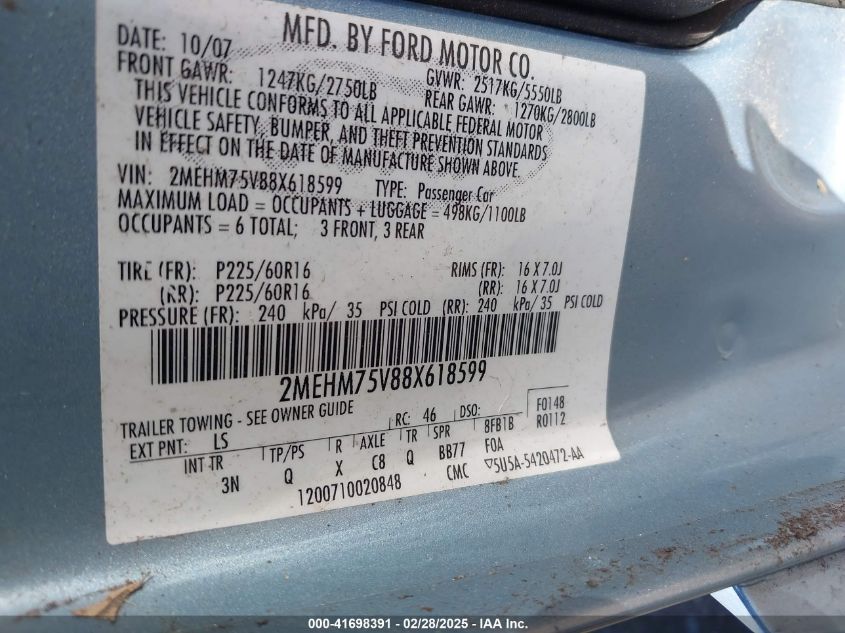 MFD. BY FORD MOTOR CO.
DATE: 10/07
GVWR: 2517KG/5550LB
FRONT GAWR: 1247KG/2750LB
REAR GAWR: 1270KG/2800LB
THIS VEHICLE CONFORMS TO ALL APPLICABLE FEDERAL MOTOR
VEHICLE SAFETY, BUMPER, AND THEFT PREVENTION STANDARDS
IN EFFECT ON THE DATE OF MANUFACTURE SHOWN ABOVE.
VIN: 2MEHM75V88X618599 TYPE: Passenger Car
MAXIMUM LOAD = OCCUPANTS + LUGGAGE = 498KG/1100LB
OCCUPANTS = 6 TOTAL; 3 FRONT, 3 REAR
TIRE (FR): P225/60R16 RIMS (FR): 16 X 7.0J
(RR): P225/60R16 (RR): 16 X 7.0J
PRESSURE (FR): 240 kPa/ 35 PSI COLD (RR): 240 kPa/ 35 PSI COLD
2MEHM75V88X618599
TRAILER TOWING - SEE OWNER GUIDE
RC: 46 DSO: F0148
EXT PNT: LS 8FB1B R0112
INT TR TP/PS R AXLE TR SPR FOA
3N Q X C8 Q BB77 ▽5U5A-5420472-AA
1200710020848 CMC
000-41698391 - 02/28/2025 - IAA Inc.